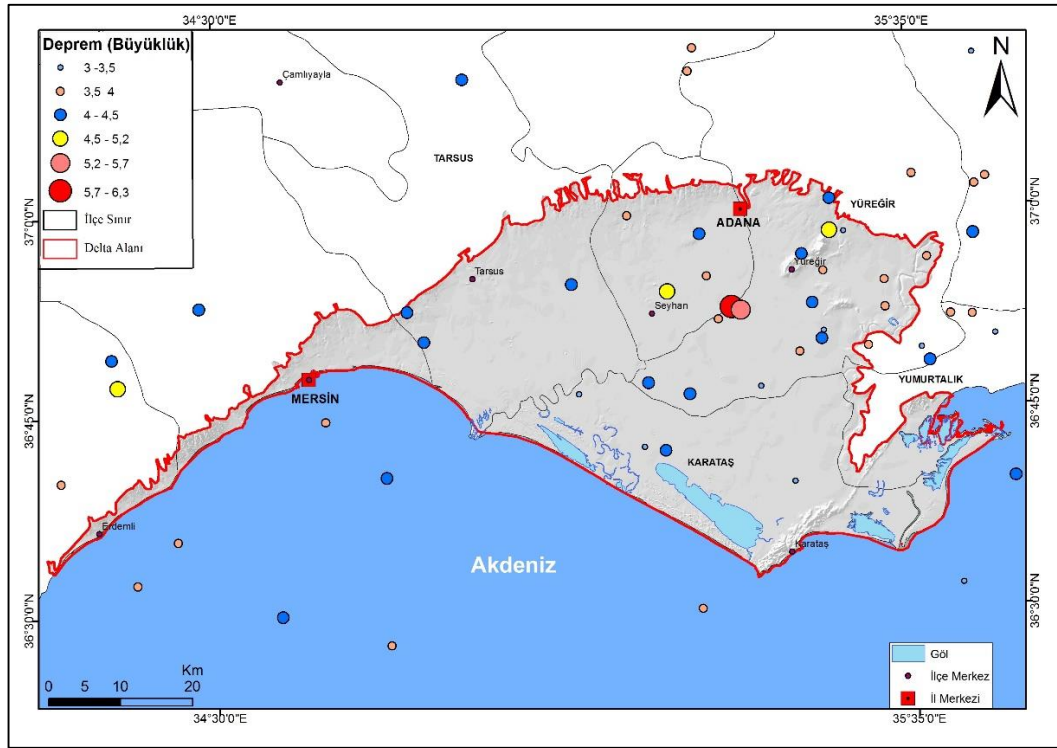 34°30'0"E
35°35'0"E
Deprem (Büyüklük)
3 -3,5
3,5 4
4 - 4,5
4,5 - 5,2
5,2 - 5,7
5,7 - 6,3
İlçe Sınır
Delta Alanı
N
Çamlıyayla
TARSUS
37°0'0"N
37°0'0"N
ADANA
YÜREĞİR
Yüreğir
Tarsus
Seyhan
YUMURTALIK
MERSİN
36°45'0"N
36°45'0"N
KARATAŞ
Erdemli
Karataş
Akdeniz
36°30'0"N
36°30'0"N
Km
0 5 10 20
Göl
İlçe Merkez
İl Merkezi
34°30'0"E
35°35'0"E